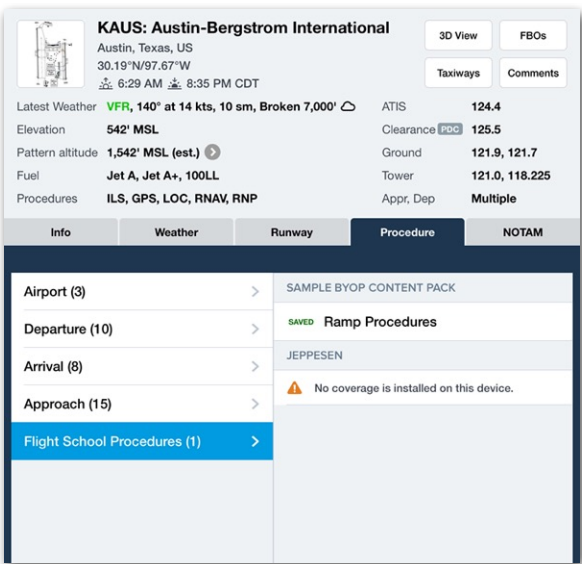 KAUS: Austin-Bergstrom International
Austin, Texas, US
30.19°N/97.67°W
6:29 AM 8:35 PM CDT
3D View
FBOs
Taxiways
Comments
Latest Weather VFR, 140° at 14 kts, 10 sm, Broken 7,000'
ATIS 124.4
Elevation 542' MSL
Clearance PDC 125.5
Pattern altitude 1,542' MSL (est.)
Ground 121.9, 121.7
Fuel Jet A, Jet A+, 100LL
Tower 121.0, 118.225
Procedures ILS, GPS, LOC, RNAV, RNP
Appr, Dep Multiple
Info Weather Runway Procedure NOTAM
Airport (3)
Departure (10)
Arrival (8)
Approach (15)
Flight School Procedures (1)
SAMPLE BYOP CONTENT PACK
SAVED Ramp Procedures
JEPPESEN
No coverage is installed on this device.